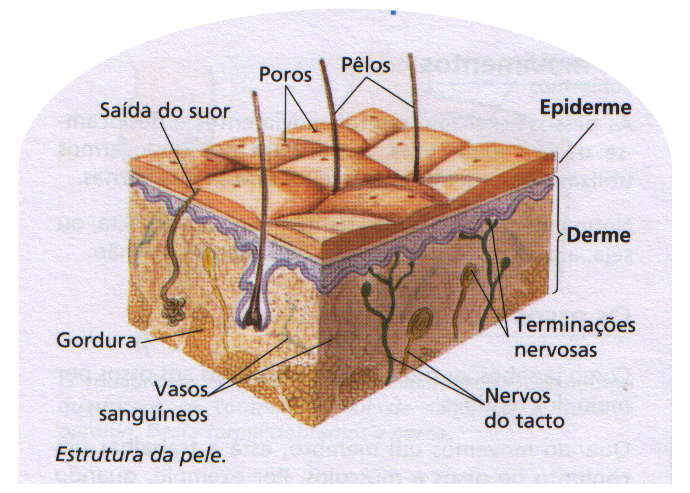 Poros
Pêlos
Saída do suor
Epiderme
Derme
Terminações
nervosas
Gordura
Vasos
sanguíneos
Nervos
do tacto
Estrutura da pele.